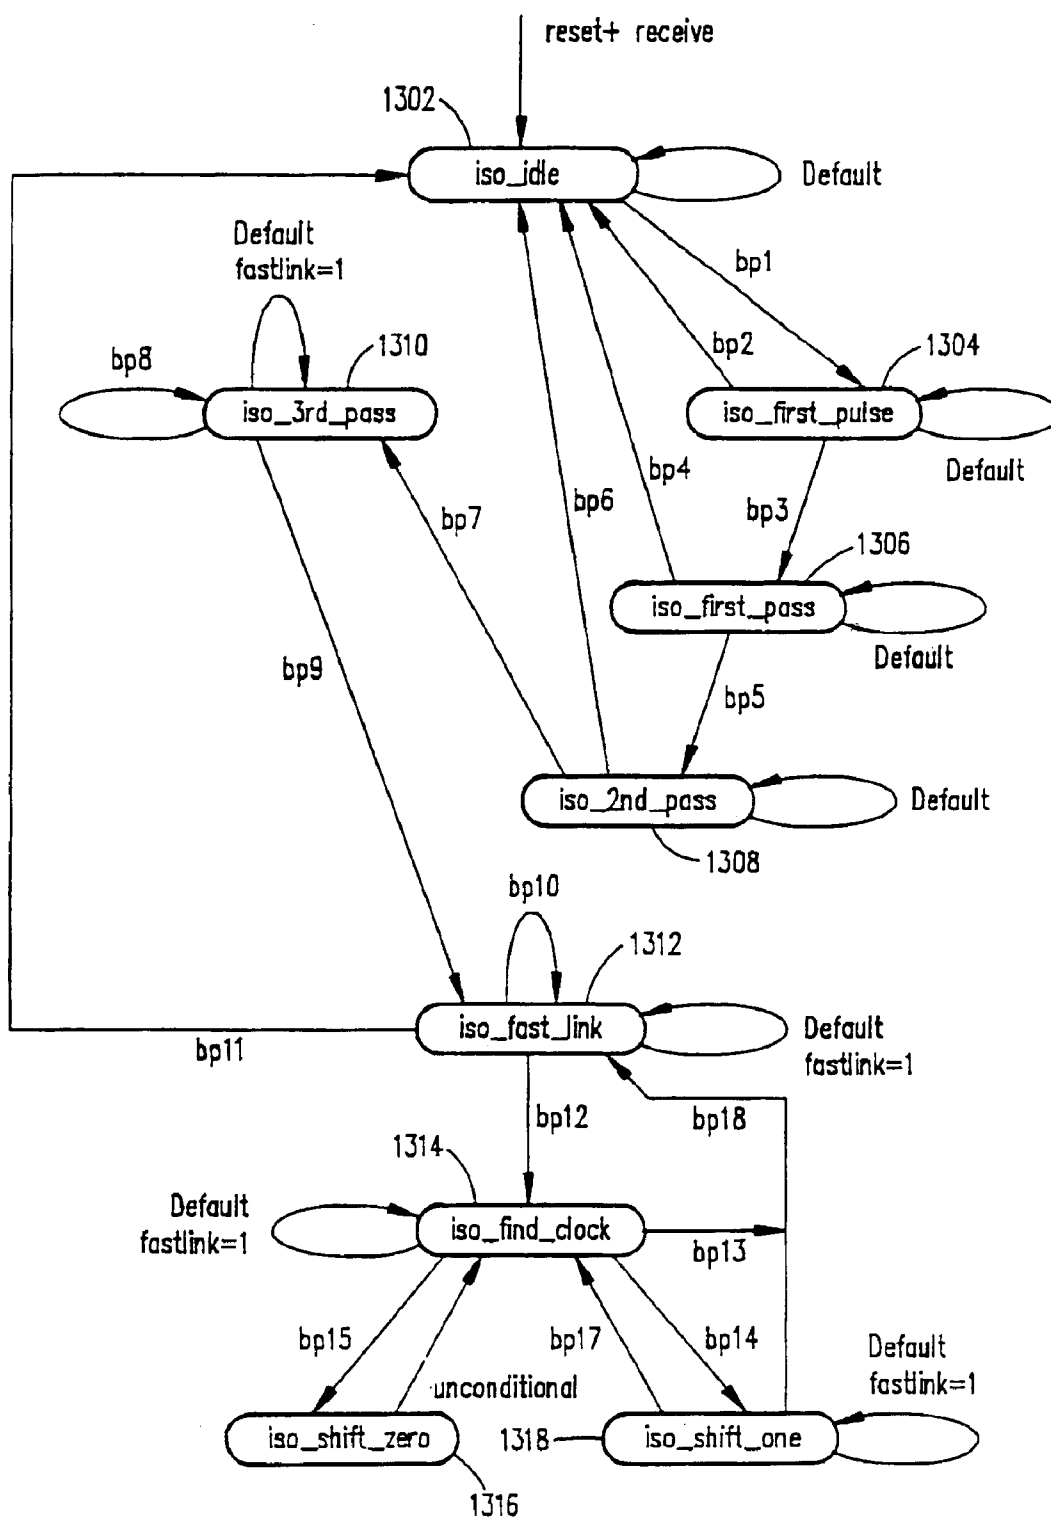 reset+ receive
1302
iso_idle
Default
Default
fastlink=1
bp1
bp8
1310
bp2
1304
iso_3rd_pass
iso_first_pulse
Default
bp4
bp6
bp7
bp3
1306
iso_first_pass
Default
bp9
bp5
iso_2nd_pass
Default
1308
bp10
1312
iso_fast_link
Default
fastlink=1
bp11
bp12
bp18
1314
Default
fastlink=1
iso_find_clock
bp13
bp15
bp17
bp14
Default
fastlink=1
unconditional
iso_shift_zero
1318
iso_shift_one
1316